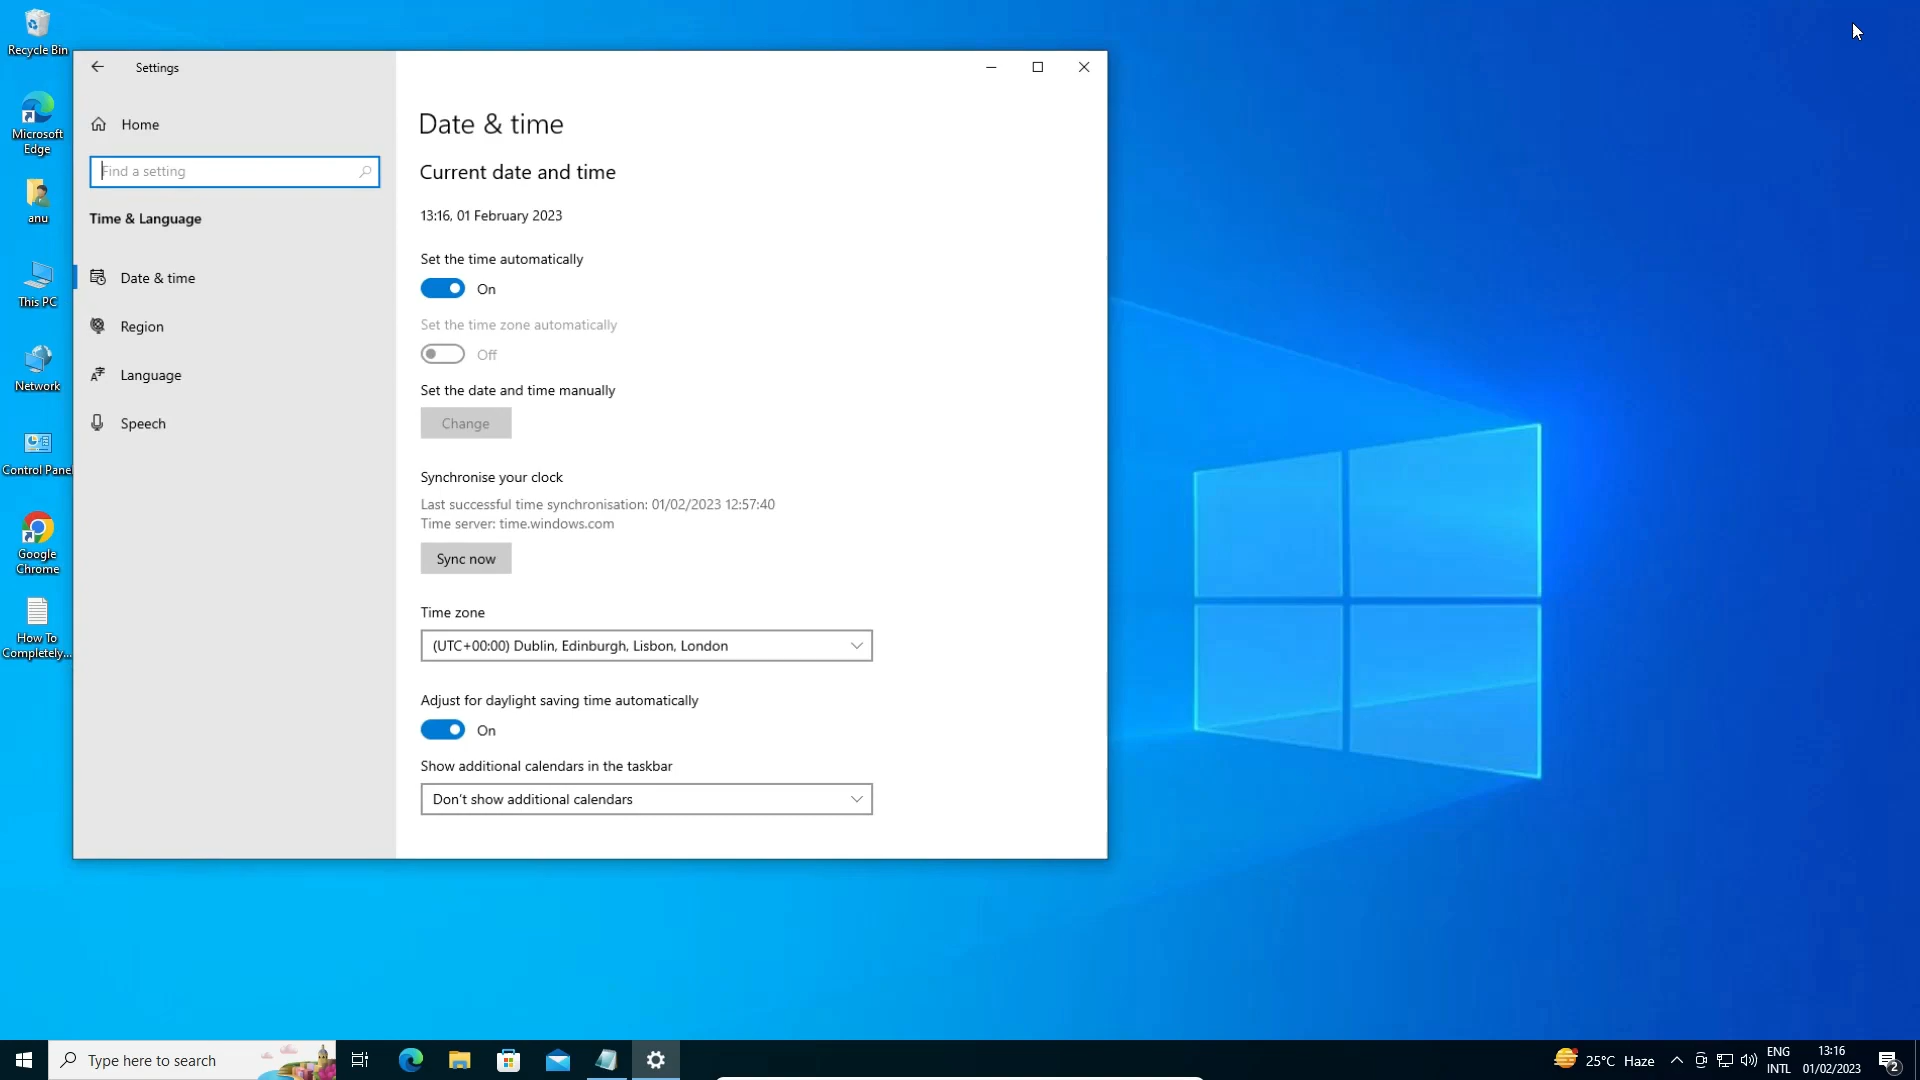 Recycle Bin
Microsoft
Edge
anu
This PC
Network
Control Pane
Google
Chrome
How To
Completely...
Settings
Home
Find a setting
Time & Language
Date & time
Region
Language
Speech
Date & time
Current date and time
13:16, 01 February 2023
Set the time automatically
On
Set the time zone automatically
Off
Set the date and time manually
Change
Synchronise your clock
Last successful time synchronisation: 01/02/2023 12:57:40
Time server: time.windows.com
Sync now
Time zone
(UTC+00:00) Dublin, Edinburgh, Lisbon, London
Adjust for daylight saving time automatically
On
Show additional calendars in the taskbar
Don't show additional calendars
Type here to search
25°C Haze
ENG
INTL
13:16
01/02/2023
2